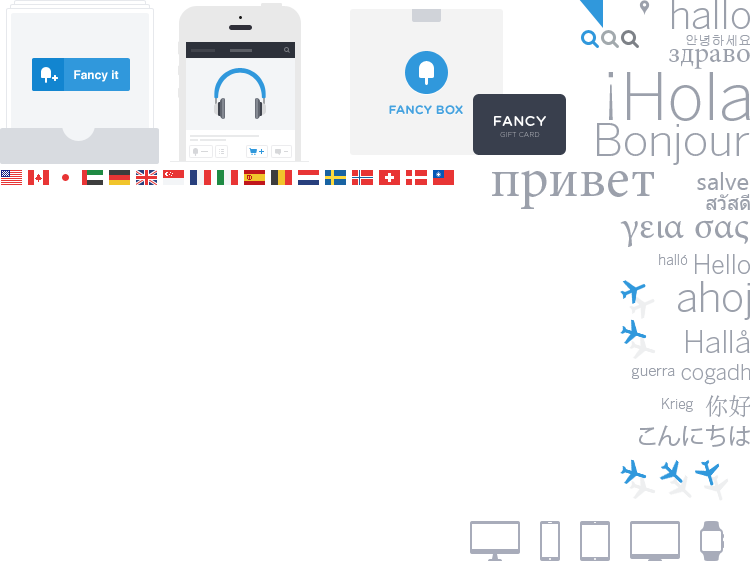 Fancy it
FANCY BOX
FANCY
GIFT CARD
hallo
안녕하세요
здраво
¡Hola
Bonjour
привет
salve
สวัสดี
γεια σας
halló Hello
ahoj
Hallå
guerra cogadh
Krieg 你好
こんにちは